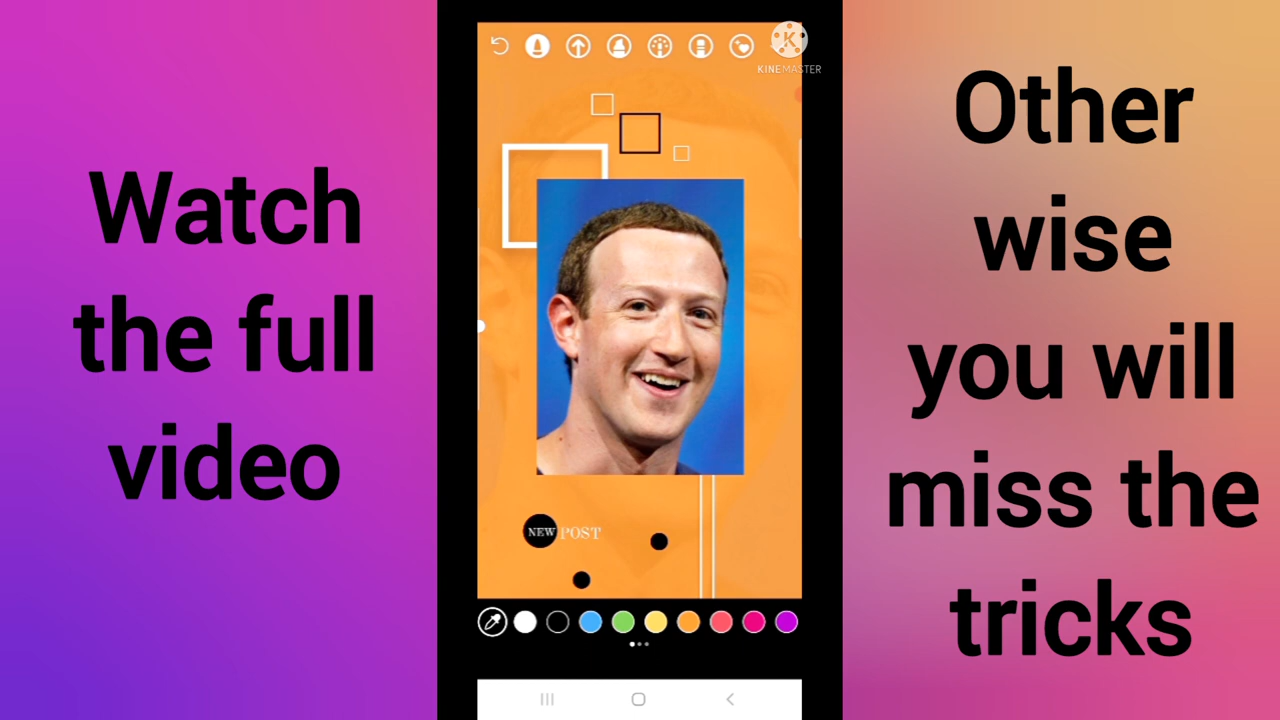 Watch
the full
video
KINEMASTER
NEW POST
Other
wise
you will
miss the
tricks